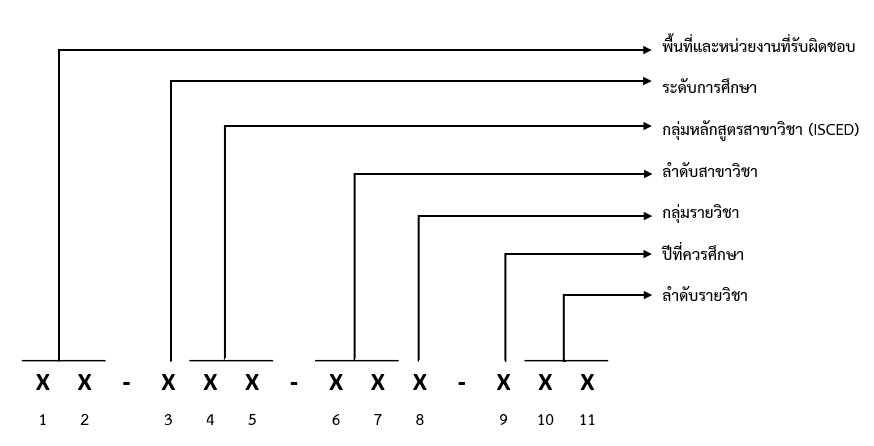 พื้นที่และหน่วยงานที่รับผิดชอบ
ระดับการศึกษา
กลุ่มหลักสูตรสาขาวิชา (ISCED)
ลำดับสาขาวิชา
กลุ่มรายวิชา
ปีที่ควรศึกษา
ลำดับรายวิชา
X X - X X X - X X X - X X X
1 2 3 4 5 6 7 8 9 10 11